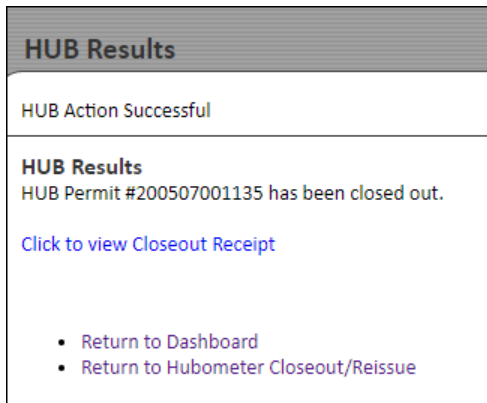 HUB Results
HUB Action Successful
HUB Results
HUB Permit #200507001135 has been closed out.
Click to view Closeout Receipt
• Return to Dashboard
• Return to Hubometer Closeout/Reissue